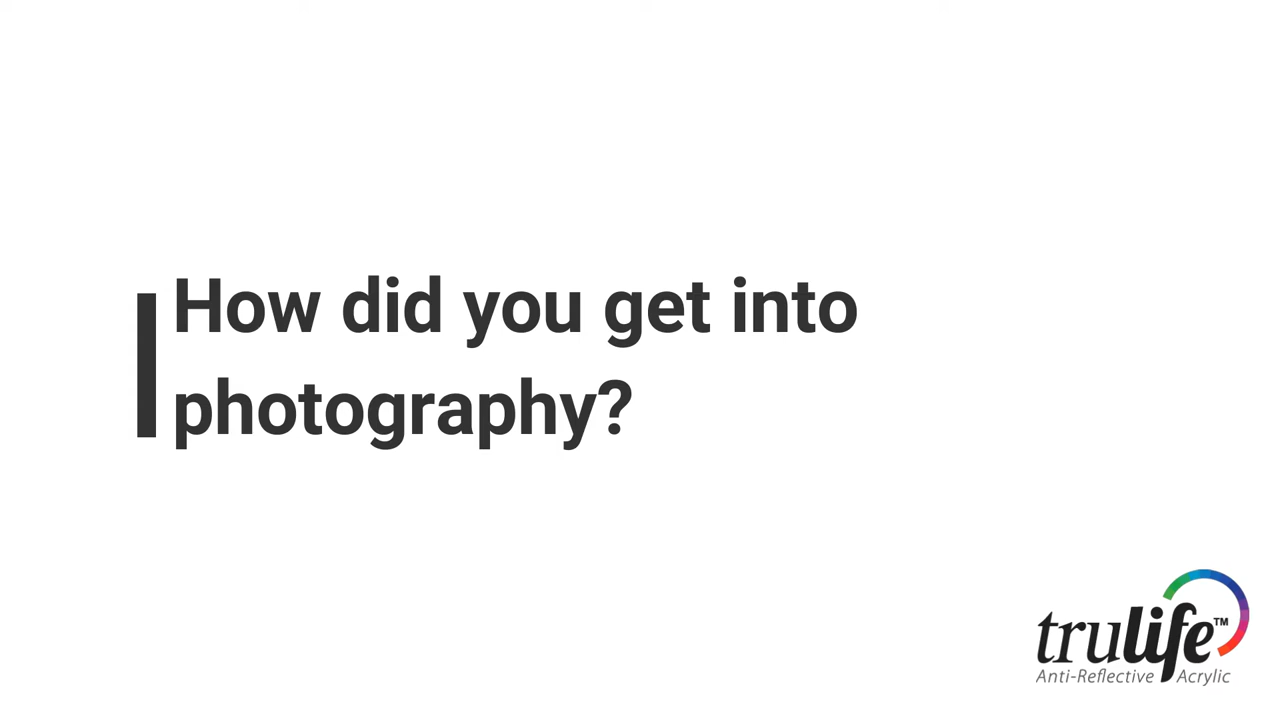 How did you get into
photography?
trulife™
Anti-Reflective Acrylic